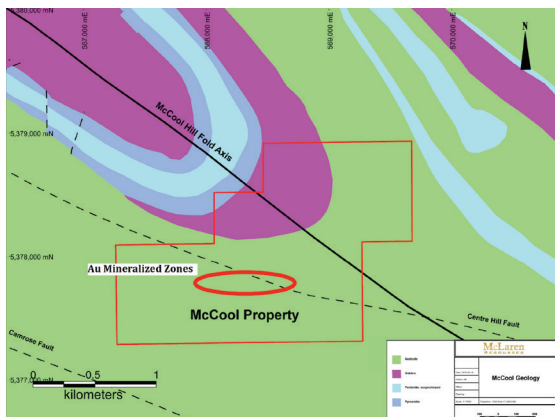 5,380,000 mN
567,000 mE
568,000 mE
569,000 mE
570,000 mE
N
McCool Hill Fold Axis
5,379,000 mN
5,378,000 mN
Au Mineralized Zones
McCool Property
Centre Hill Fault
Camrose Fault
5,377,000 mN
0 0.5 1
kilometers
McLaren
RESOURCES
McCool Geology